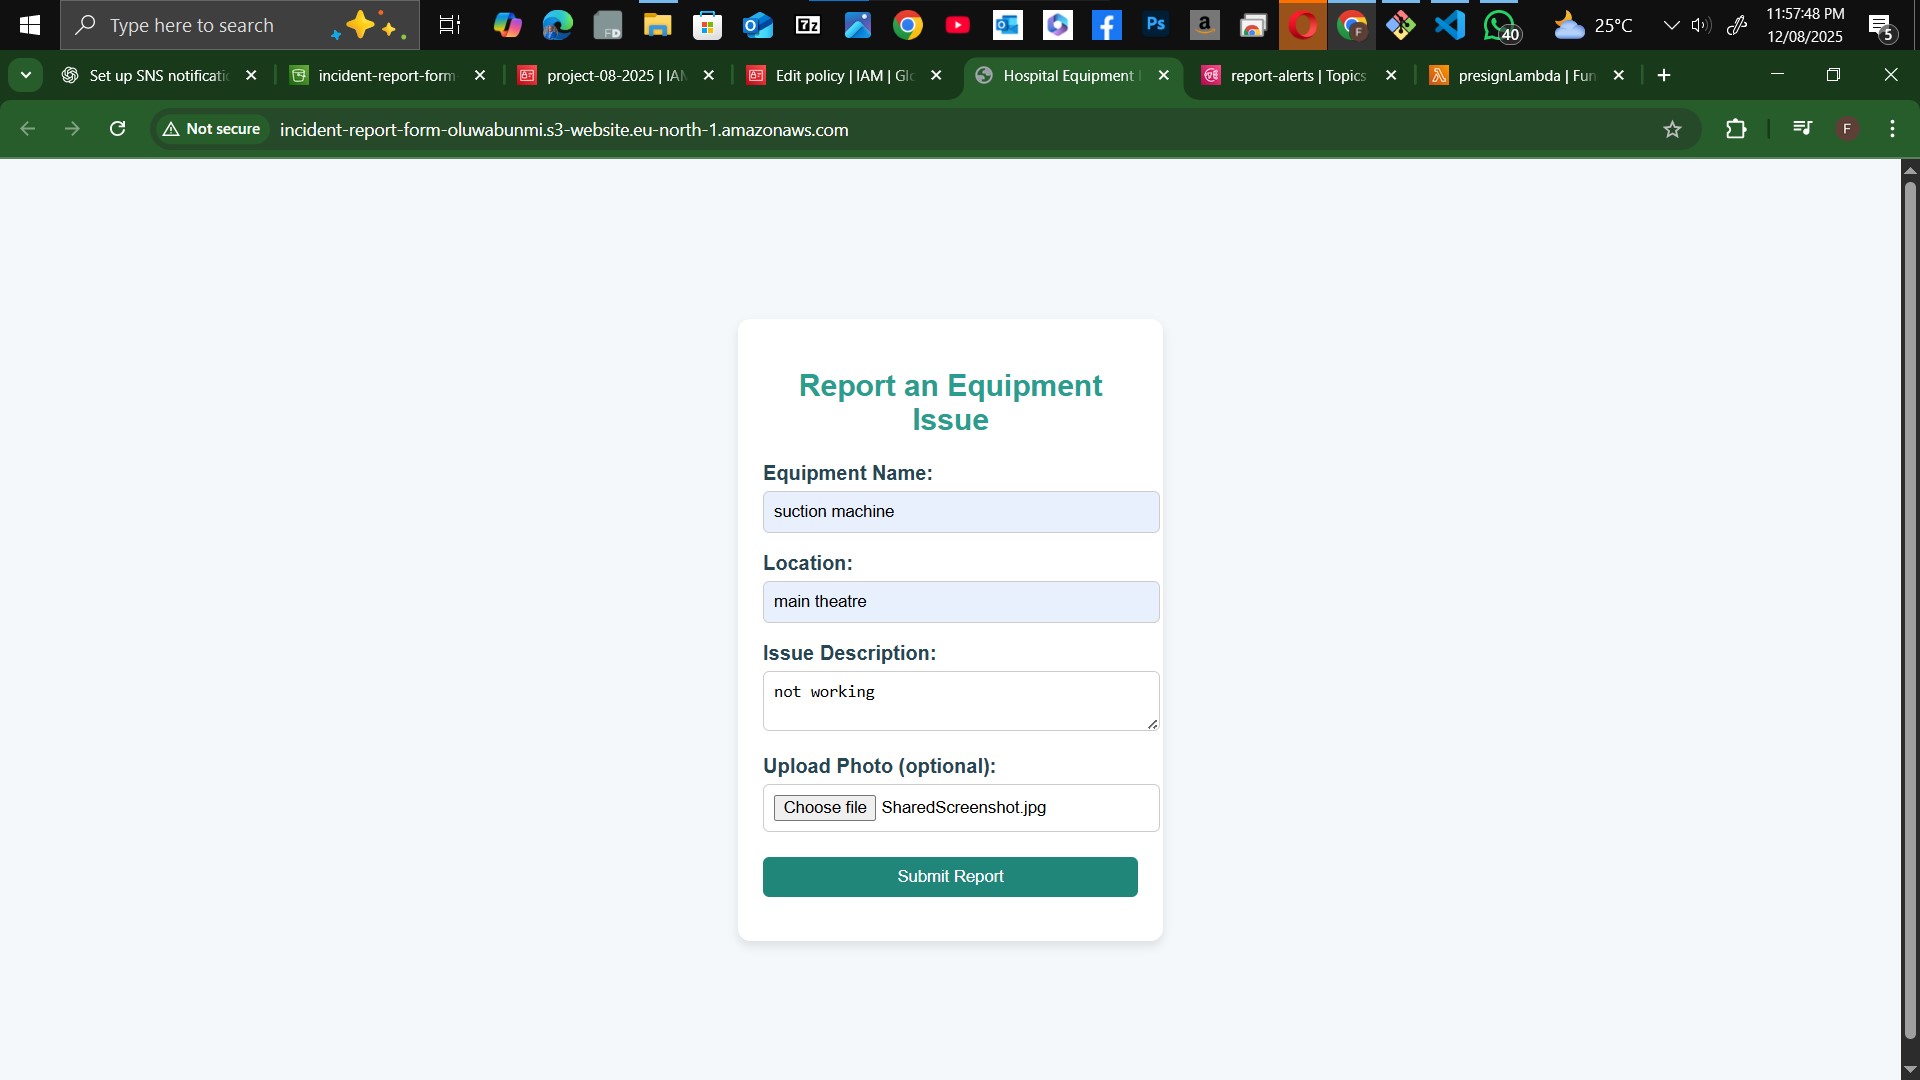 Type here to search
FD
7z
Ps
a
F
40
25°C
11:57:48 PM
12/08/2025
5
Set up SNS notificati
incident-report-form-
project-08-2025 | IAM
Edit policy | IAM | Glo
Hospital Equipment I
report-alerts | Topics
presignLambda | Fun
Not secure
incident-report-form-oluwabunmi.s3-website.eu-north-1.amazonaws.com
F
Report an Equipment
Issue
Equipment Name:
suction machine
Location:
main theatre
Issue Description:
not working
Upload Photo (optional):
Choose file SharedScreenshot.jpg
Submit Report